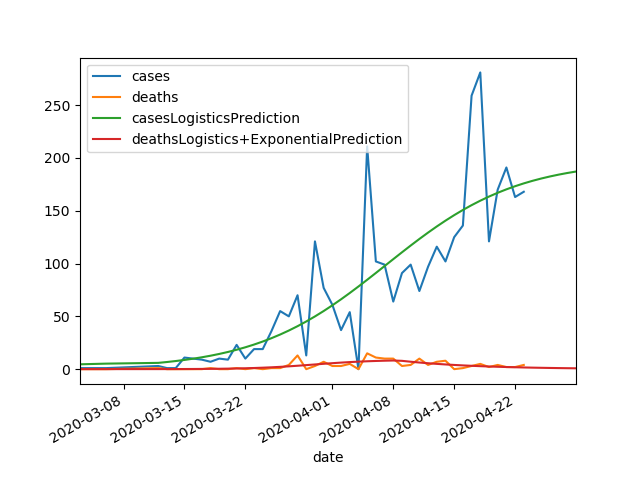 cases
deaths
casesLogisticsPrediction
deathsLogistics+ExponentialPrediction
250
200
150
100
50
0
2020-03-08
2020-03-15
2020-03-22
2020-04-01
2020-04-08
2020-04-15
2020-04-22
date